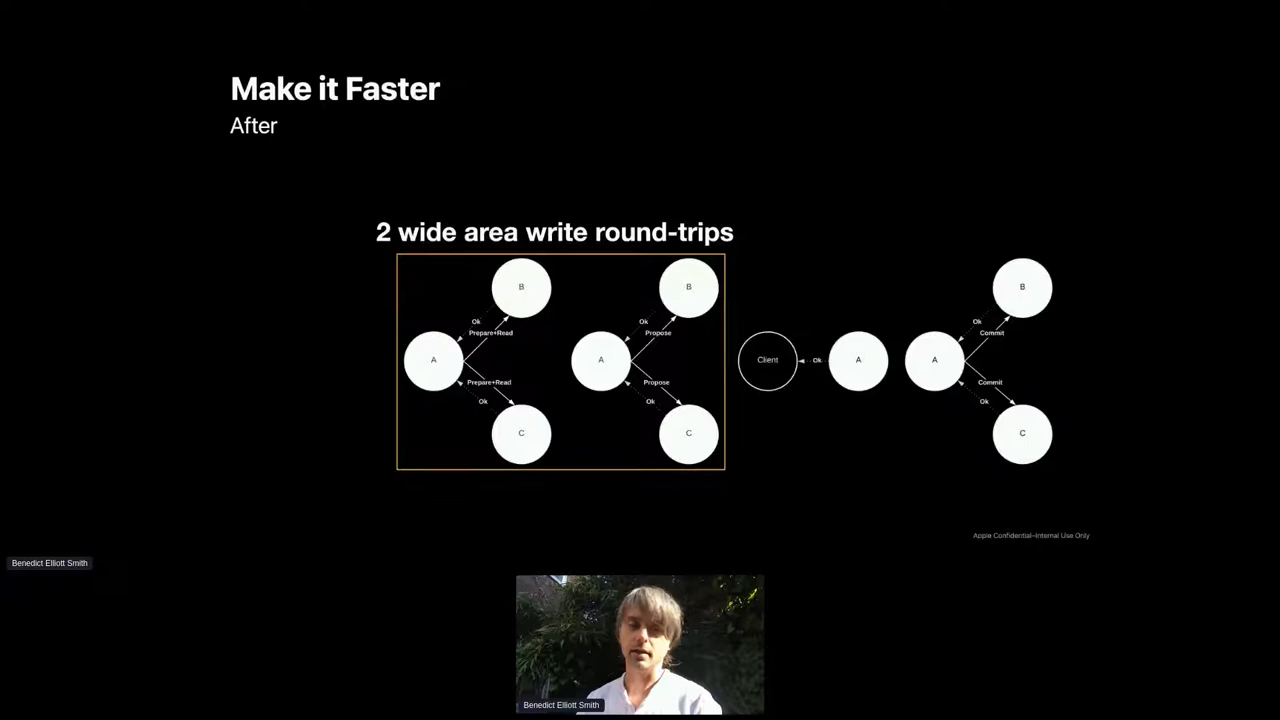 Make it Faster
After
2 wide area write round-trips
B
Ok
Prepare+Read
A
Prepare+Read
Ok
C
B
Ok
Propose
A
Propose
Ok
C
Client
Ok
A
B
Ok
Commit
A
Commit
Ok
C
Apple Confidential–Internal Use Only
Benedict Elliott Smith
Benedict Elliott Smith